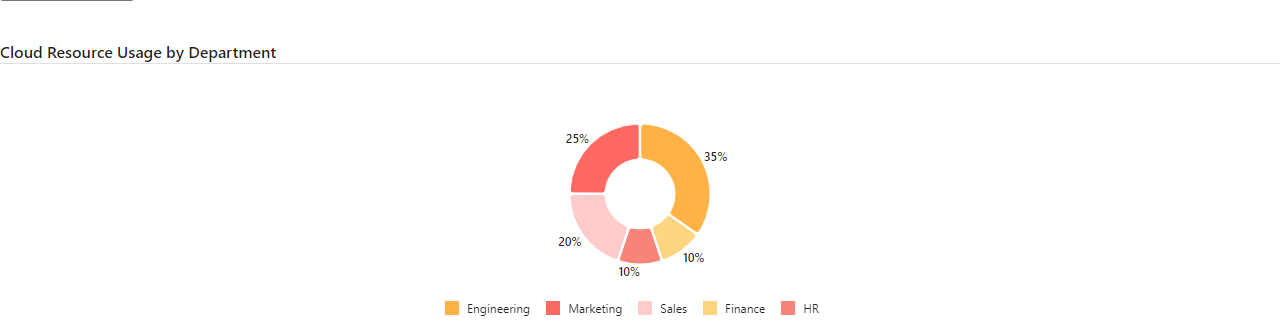 Cloud Resource Usage by Department
25%
35%
20%
10%
10%
Engineering Marketing Sales Finance HR